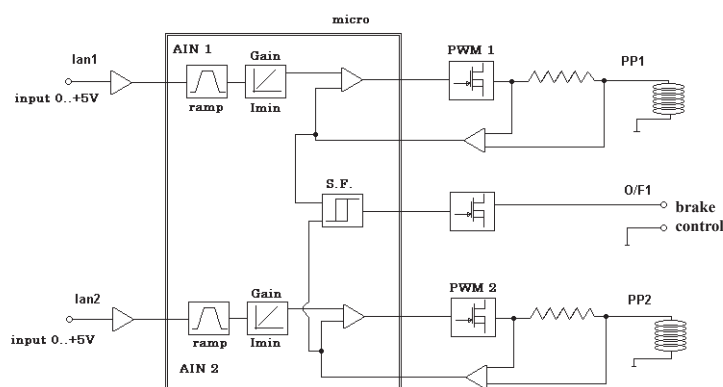 micro
AIN 1
Gain
PWM 1
PP1
Ian1
input 0..+5V
ramp
Imin
S.F.
O/F1
brake
control
Gain
PWM 2
PP2
Ian2
input 0..+5V
ramp
Imin
AIN 2